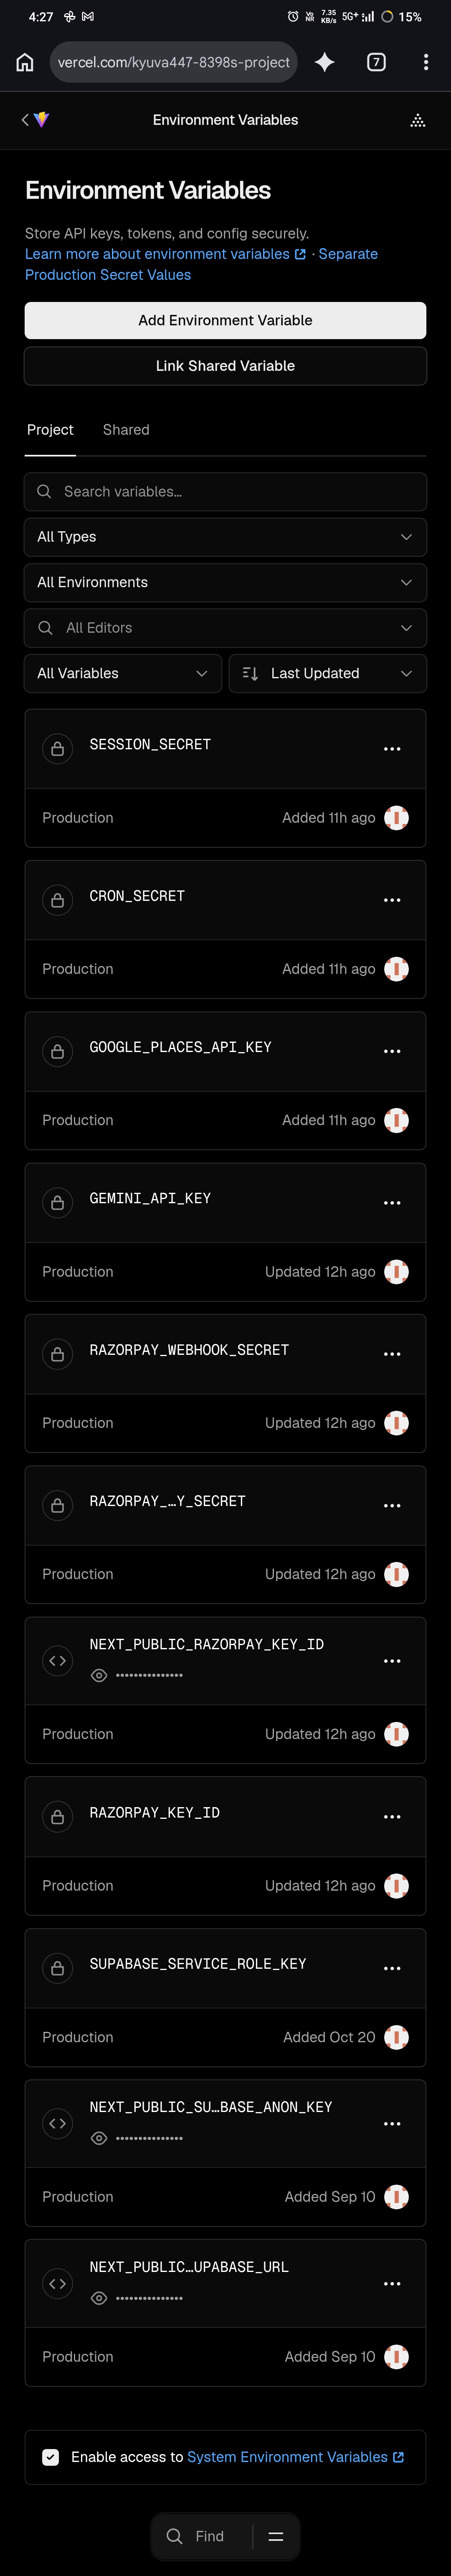 4:27
7.35
KB/s
5G+
15%
vercel.com/kyuva447-8398s-project
7
Environment Variables
Environment Variables
Store API keys, tokens, and config securely.
Learn more about environment variables · Separate
Production Secret Values
Add Environment Variable
Link Shared Variable
Project Shared
Search variables...
All Types
All Environments
All Editors
All Variables Last Updated
SESSION_SECRET
Production Added 11h ago
CRON_SECRET
Production Added 11h ago
GOOGLE_PLACES_API_KEY
Production Added 11h ago
GEMINI_API_KEY
Production Updated 12h ago
RAZORPAY_WEBHOOK_SECRET
Production Updated 12h ago
RAZORPAY_…Y_SECRET
Production Updated 12h ago
NEXT_PUBLIC_RAZORPAY_KEY_ID
•••••••••••••••
Production Updated 12h ago
RAZORPAY_KEY_ID
Production Updated 12h ago
SUPABASE_SERVICE_ROLE_KEY
Production Added Oct 20
NEXT_PUBLIC_SU…BASE_ANON_KEY
•••••••••••••••
Production Added Sep 10
NEXT_PUBLIC…UPABASE_URL
•••••••••••••••
Production Added Sep 10
Enable access to System Environment Variables
Find